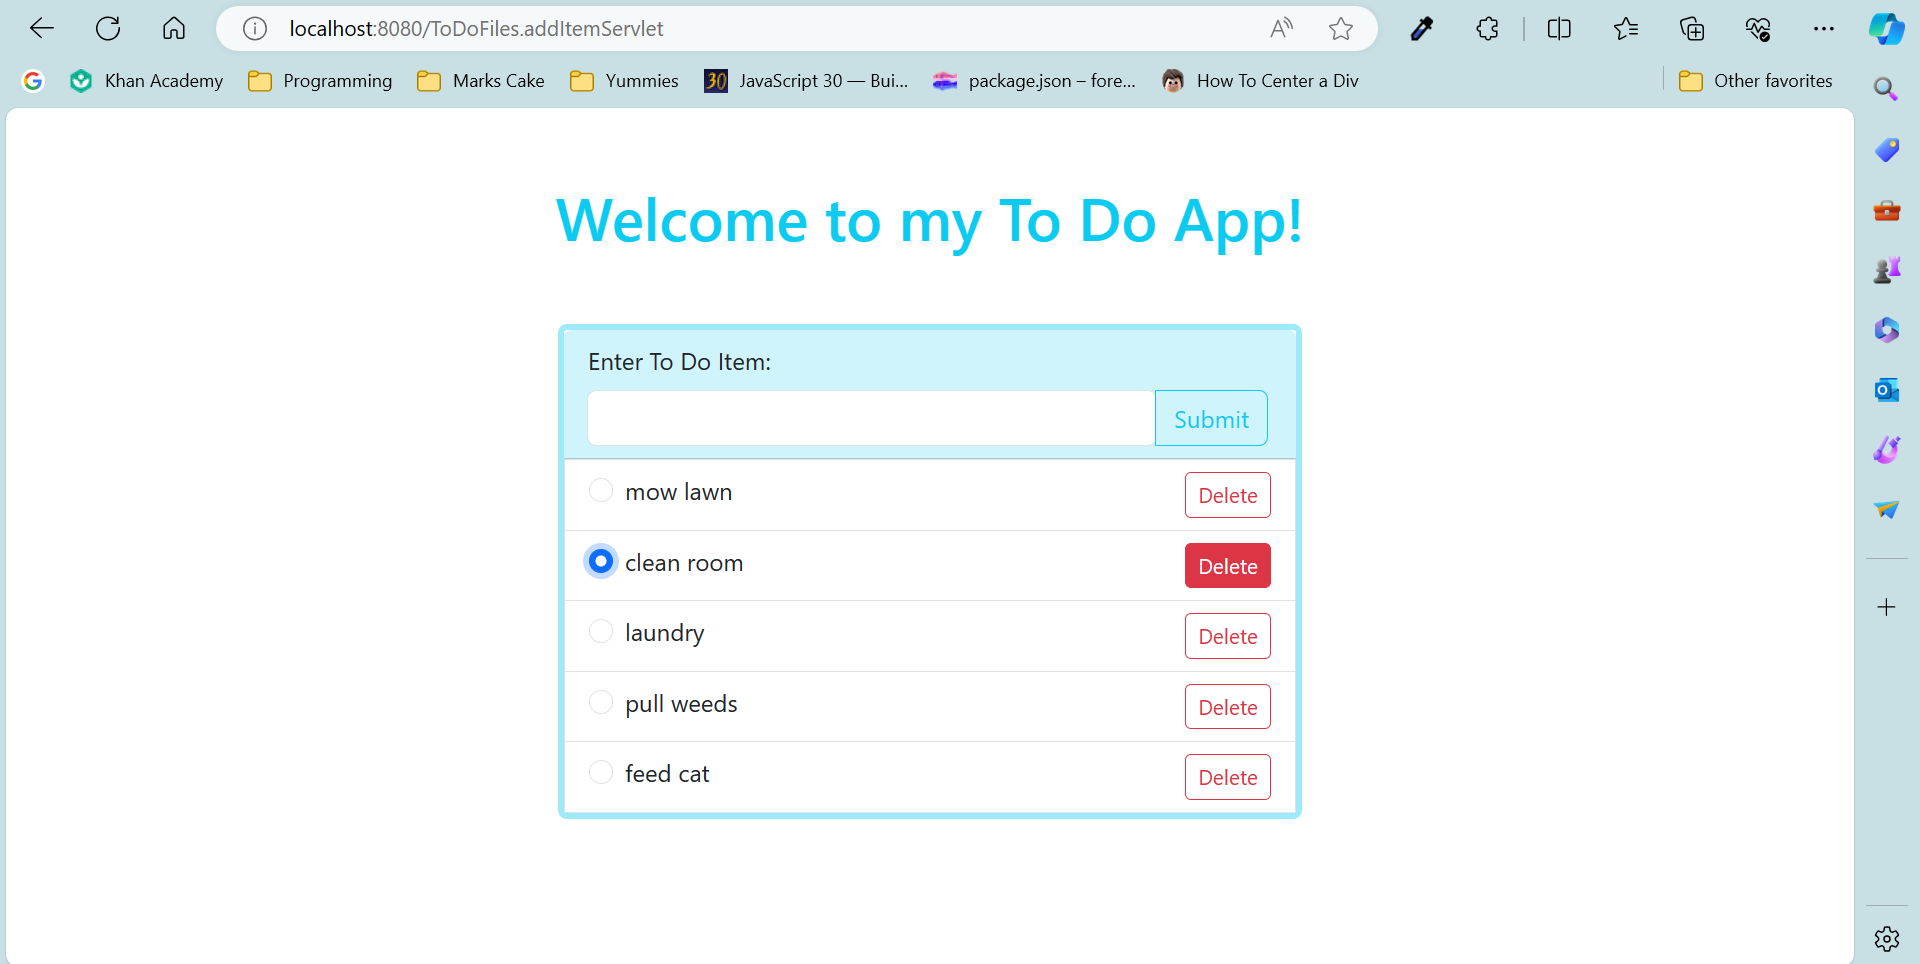 localhost:8080/ToDoFiles.addItemServlet
Khan Academy Programming Marks Cake Yummies 30 JavaScript 30 — Bui... package.json – fore... How To Center a Div Other favorites
Welcome to my To Do App!
Enter To Do Item:
Submit
mow lawn Delete
clean room Delete
laundry Delete
pull weeds Delete
feed cat Delete